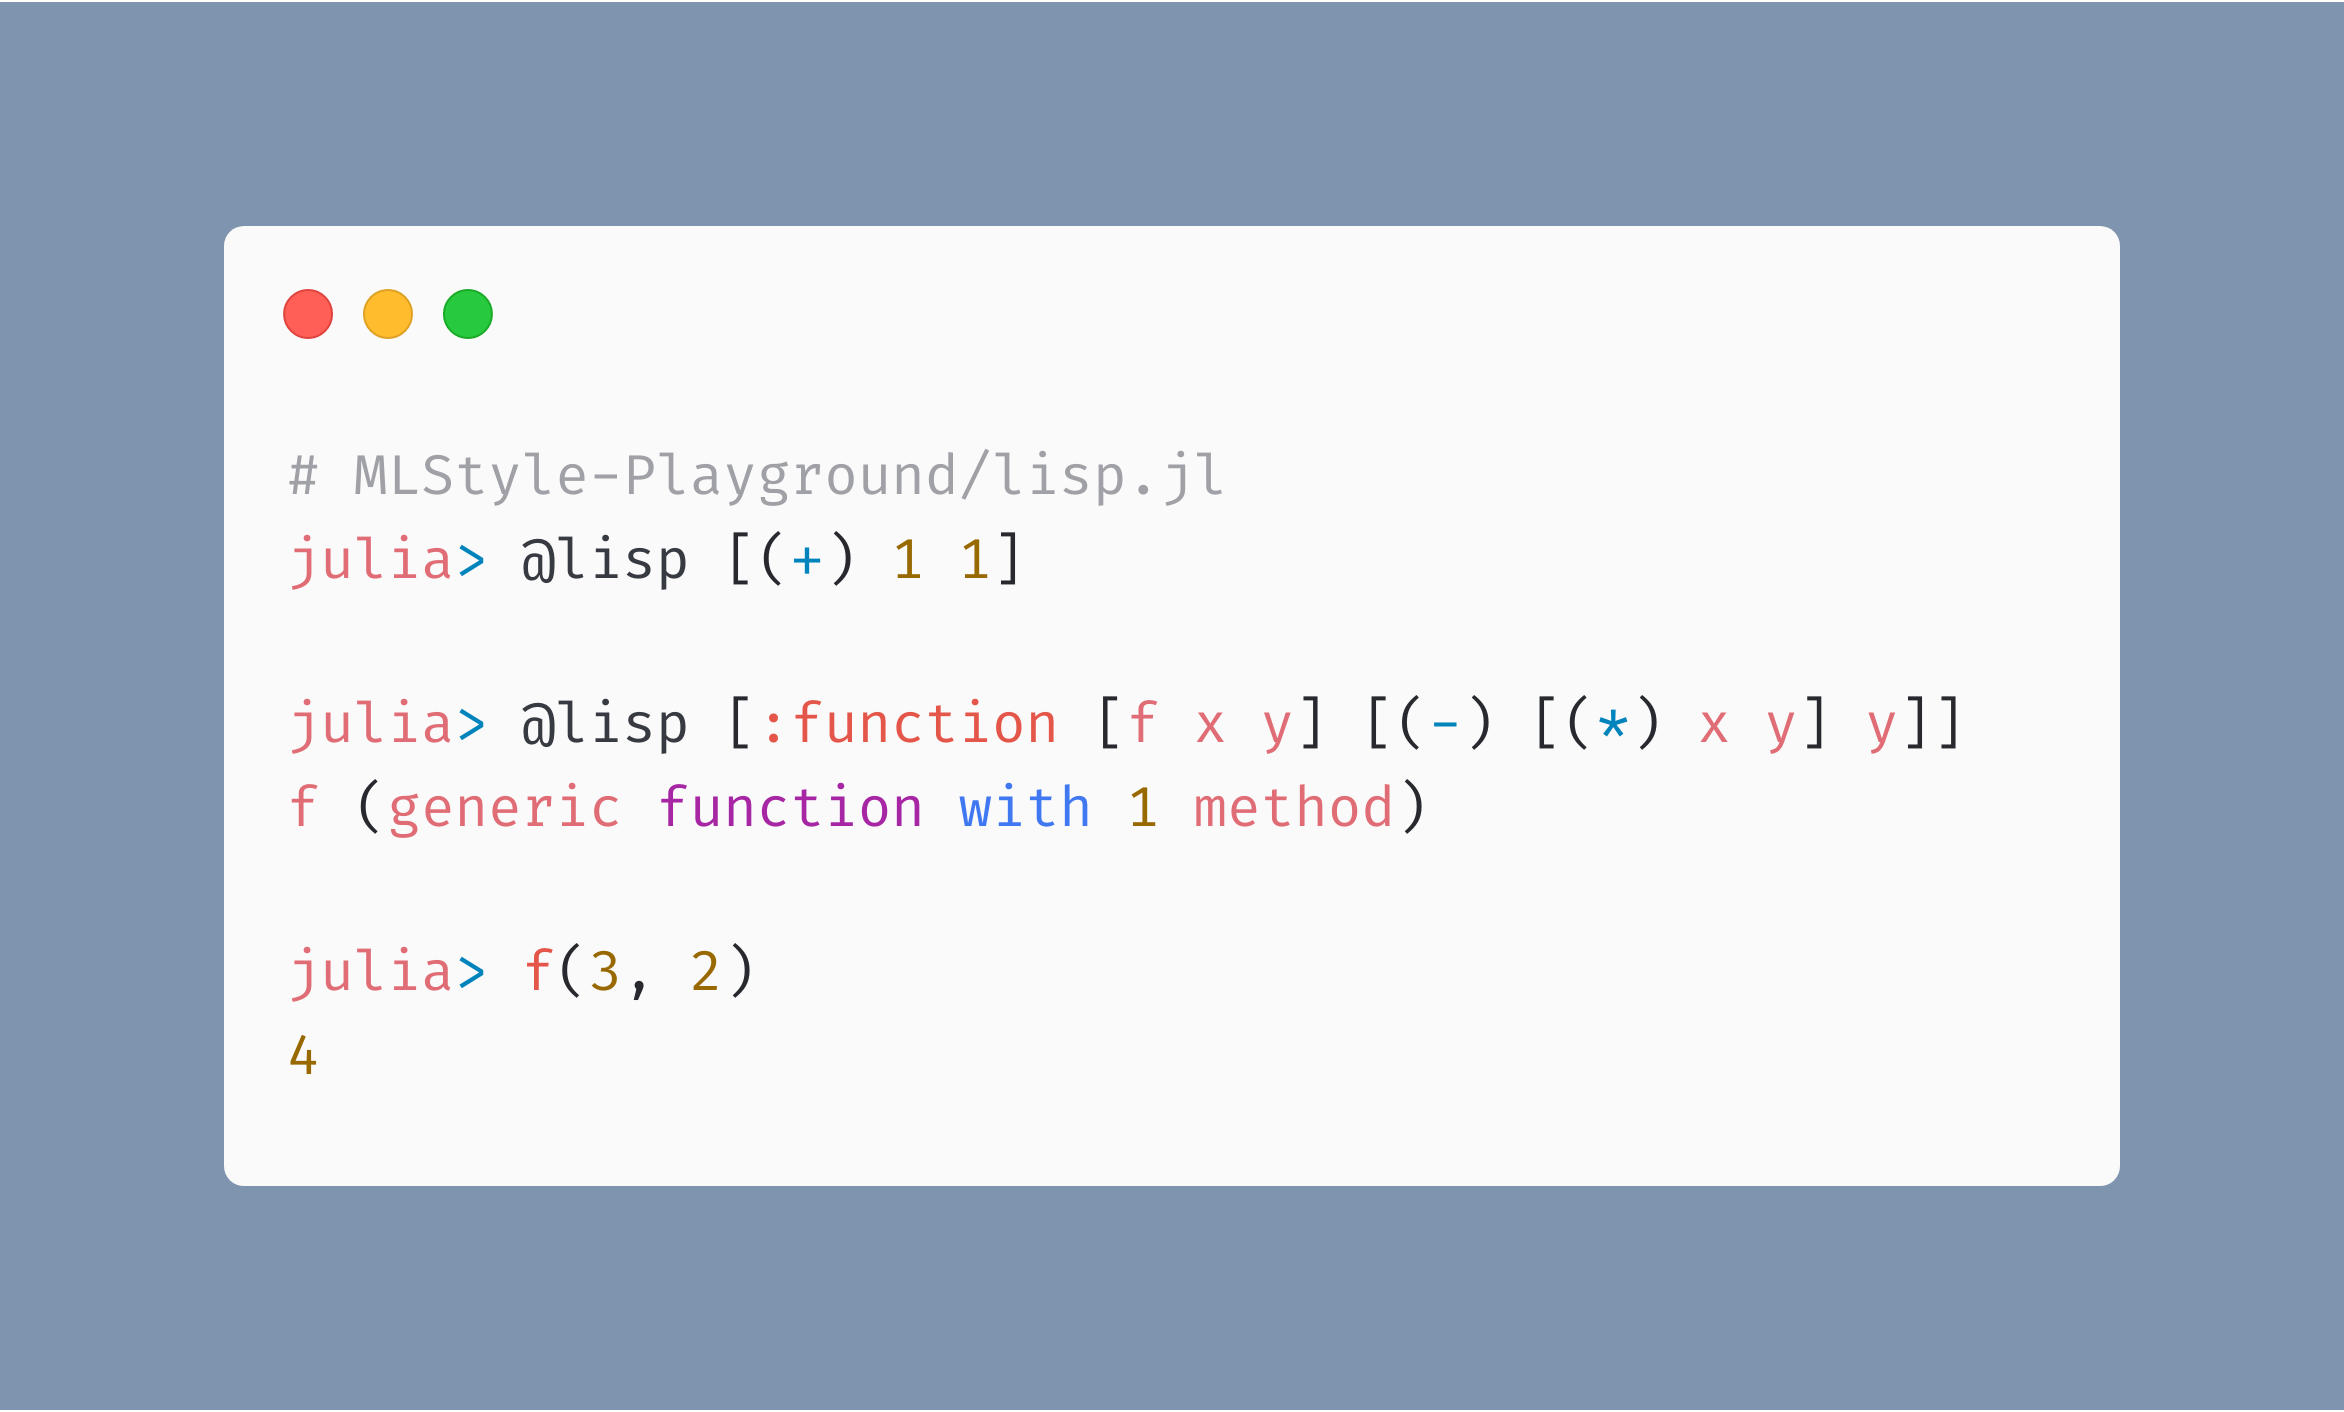 # MLStyle-Playground/lisp.jl
julia> @lisp [(+) 1 1]
julia> @lisp [:function [f x y] [(-) [(*) x y] y]]
f (generic function with 1 method)
julia> f(3, 2)
4